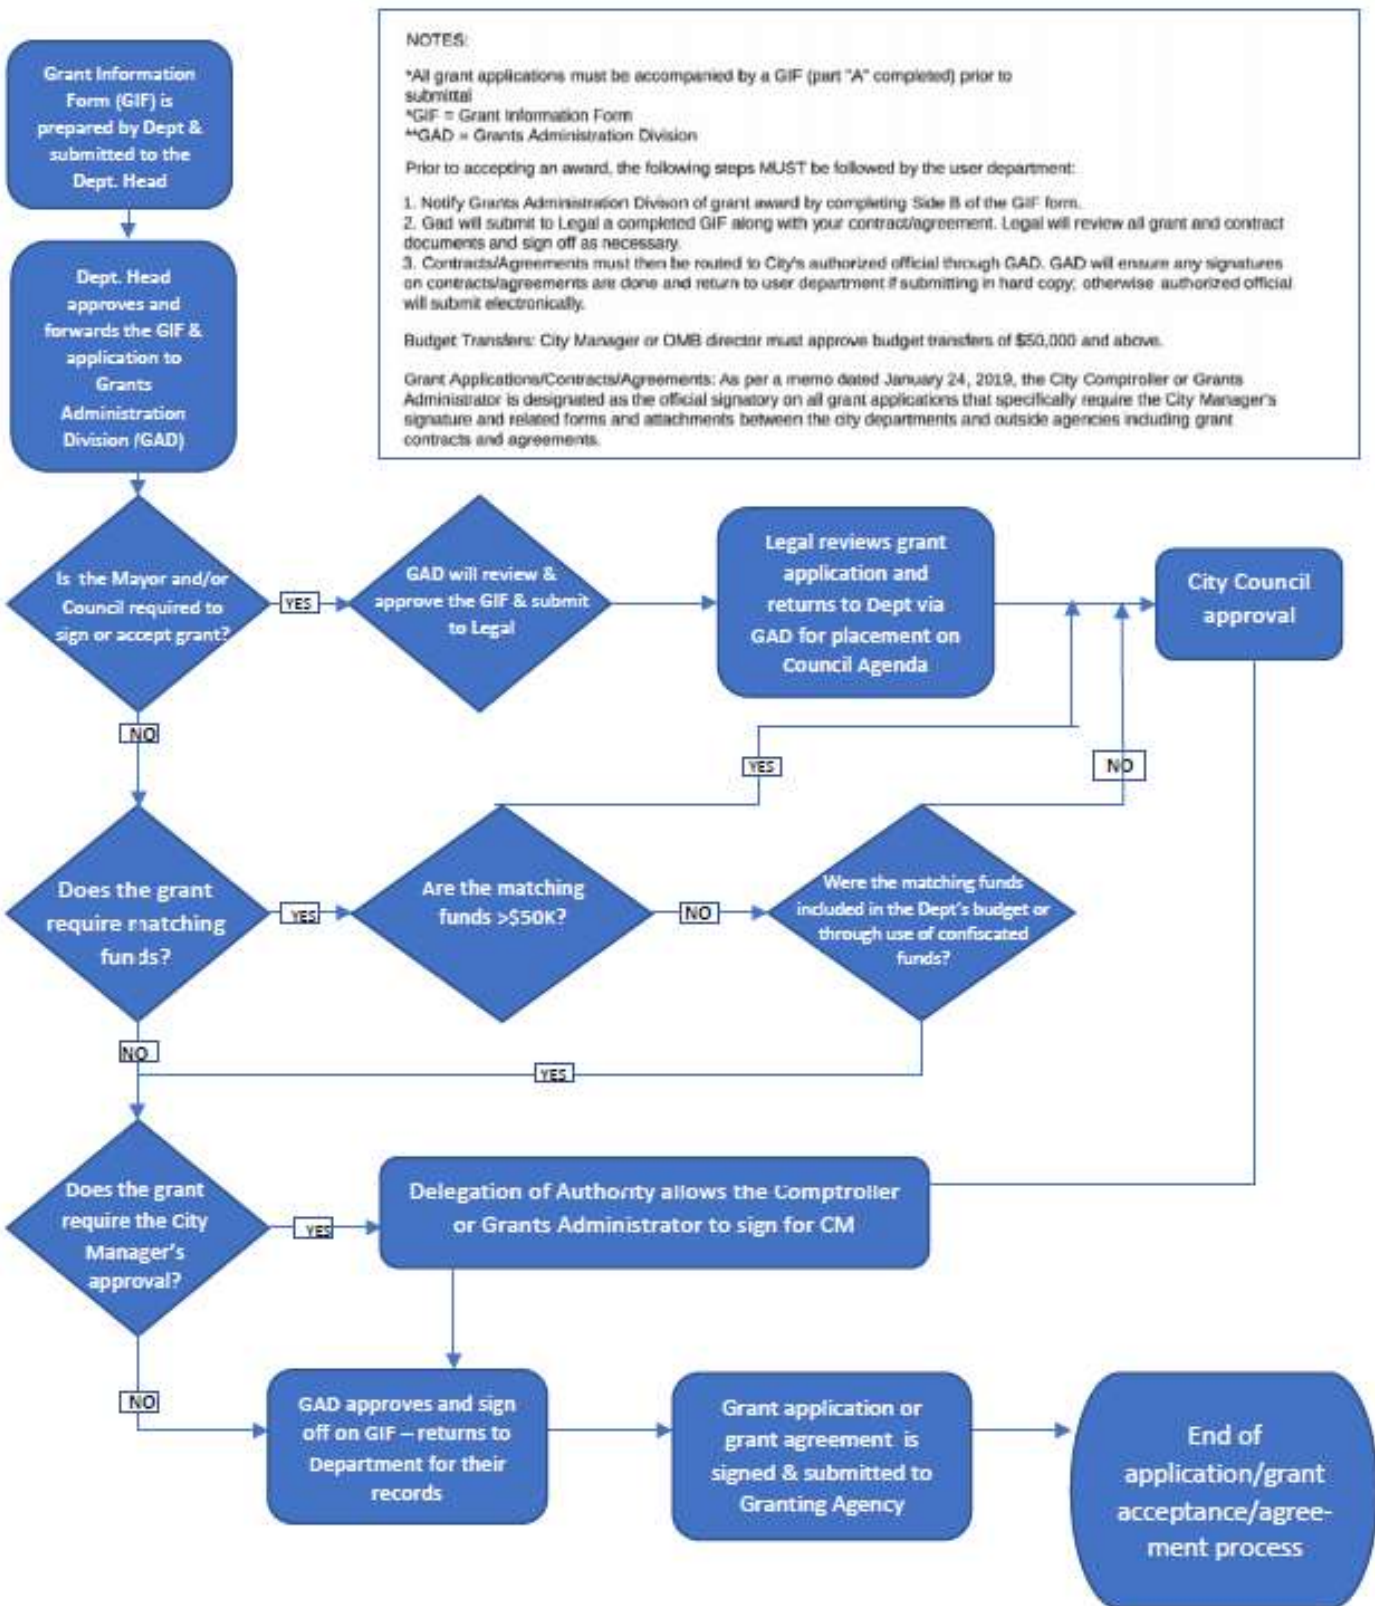 Grant Information
Form (GIF) is
prepared by Dept &
submitted to the
Dept. Head
NOTES:
*All grant applications must be accompanied by a GIF (part "A" completed) prior to
submittal
*GIF = Grant Information Form
**GAD = Grants Administration Division
Prior to accepting an award, the following steps MUST be followed by the user department:
1. Notify Grants Administration Divison of grant award by completing Side B of the GIF form.
2. Gad will submit to Legal a completed GIF along with your contract/agreement. Legal will review all grant and contract
documents and sign off as necessary.
3. Contracts/Agreements must then be routed to City's authorized official through GAD. GAD will ensure any signatures
on contracts/agreements are done and return to user department if submitting in hard copy; otherwise authorized official
will submit electronically.
Budget Transfers: City Manager or OMB director must approve budget transfers of $50,000 and above.
Grant Applications/Contracts/Agreements: As per a memo dated January 24, 2019, the City Comptroller or Grants
Administrator is designated as the official signatory on all grant applications that specifically require the City Manager's
signature and related forms and attachments between the city departments and outside agencies including grant
contracts and agreements.
Dept. Head
approves and
forwards the GIF &
application to
Grants
Administration
Division (GAD)
Is the Mayor and/or
Council required to
sign or accept grant?
YES
GAD will review &
approve the GIF & submit
to Legal
Legal reviews grant
application and
returns to Dept via
GAD for placement on
Council Agenda
City Council
approval
NO
YES
NO
Does the grant
require matching
funds?
YES
Are the matching
funds >$50K?
NO
Were the matching funds
included in the Dept's budget or
through use of confiscated
funds?
NO
YES
Does the grant
require the City
Manager's
approval?
YES
Delegation of Authority allows the Comptroller
or Grants Administrator to sign for CM
NO
GAD approves and sign
off on GIF – returns to
Department for their
records
Grant application or
grant agreement is
signed & submitted to
Granting Agency
End of
application/grant
acceptance/agree-
ment process